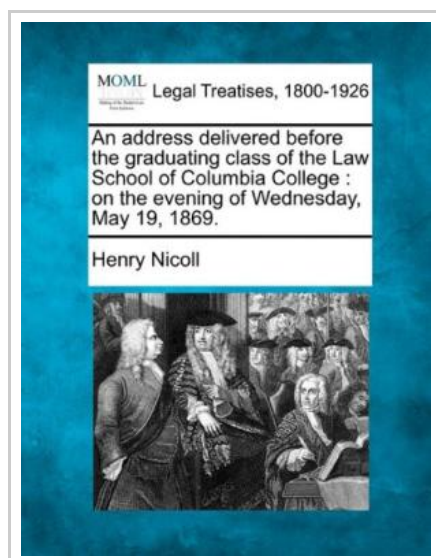 MOML
Legal Treatises, 1800-1926
An address delivered before
the graduating class of the Law
School of Columbia College :
on the evening of Wednesday,
May 19, 1869.
Henry Nicoll